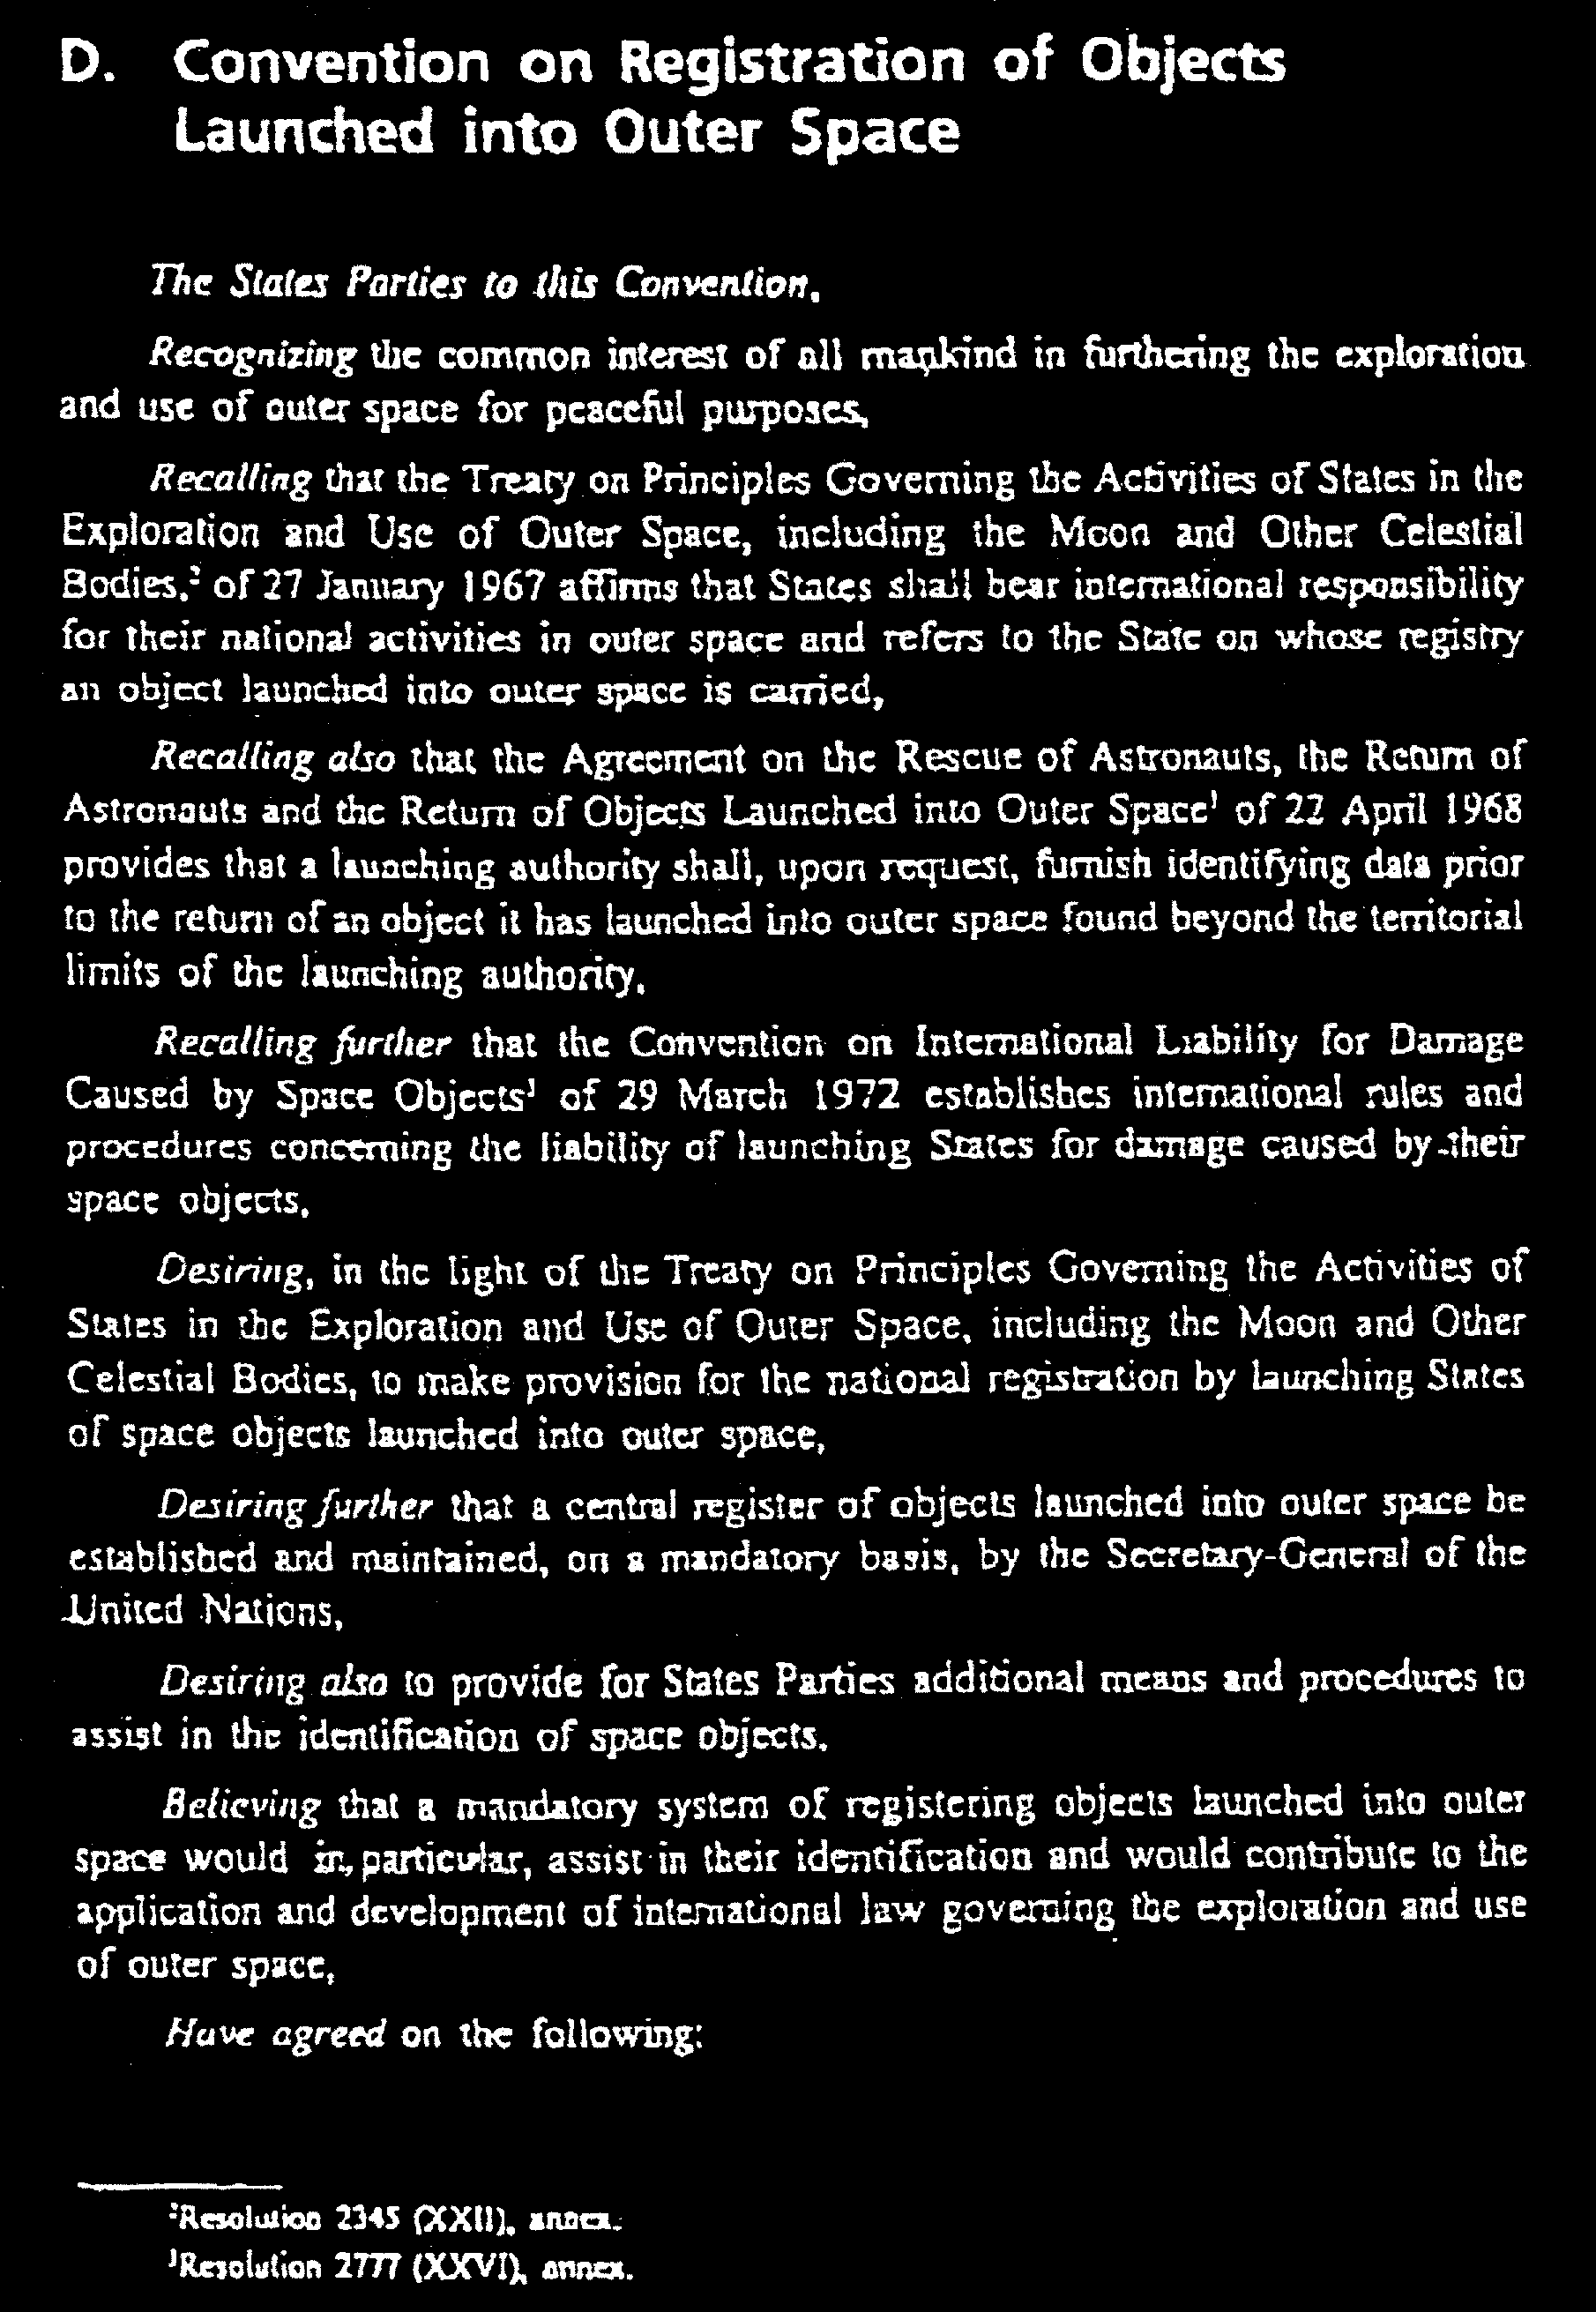 D. Convention on Registration of Objects
Launched into Outer Space
The States Parties to this Convention,
Recognizing the common interest of all mankind in furthering the exploration
and use of outer space for peaceful purposes,
Recalling that the Treaty on Principles Governing the Activities of States in the
Exploration and Use of Outer Space, including the Moon and Other Celestial
Bodies,² of 27 January 1967 affirms that States shall bear international responsibility
for their national activities in outer space and refers to the State on whose registry
an object launched into outer space is carried,
Recalling also that the Agreement on the Rescue of Astronauts, the Return of
Astronauts and the Return of Objects Launched into Outer Space¹ of 22 April 1968
provides that a launching authority shall, upon request, furnish identifying data prior
to the return of an object it has launched into outer space found beyond the territorial
limits of the launching authority,
Recalling further that the Convention on International Liability for Damage
Caused by Space Objects³ of 29 March 1972 establishes international rules and
procedures concerning the liability of launching States for damage caused by their
space objects,
Desiring, in the light of the Treaty on Principles Governing the Activities of
States in the Exploration and Use of Outer Space, including the Moon and Other
Celestial Bodies, to make provision for the national registration by launching States
of space objects launched into outer space,
Desiring further that a central register of objects launched into outer space be
established and maintained, on a mandatory basis, by the Secretary-General of the
United Nations,
Desiring also to provide for States Parties additional means and procedures to
assist in the identification of space objects,
Believing that a mandatory system of registering objects launched into outer
space would in, particular, assist in their identification and would contribute to the
application and development of international law governing the exploration and use
of outer space,
Have agreed on the following:
²Resolution 2345 (XXII), annex.
³Resolution 2777 (XXVI), annex.